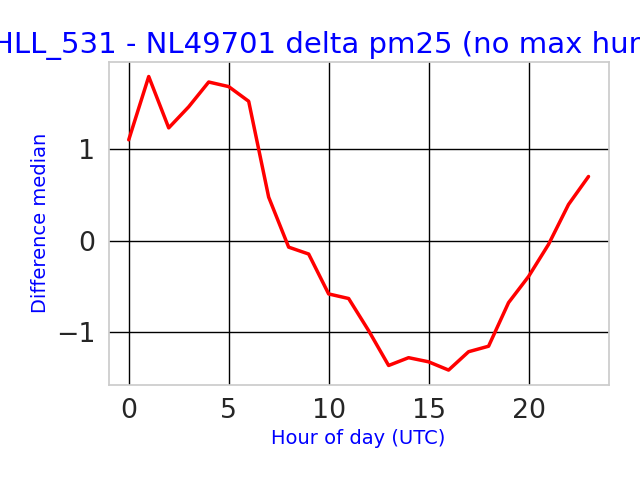 HLL_531 - NL49701 delta pm25 (no max hum
Difference median
1
0
−1
0 5 10 15 20
Hour of day (UTC)